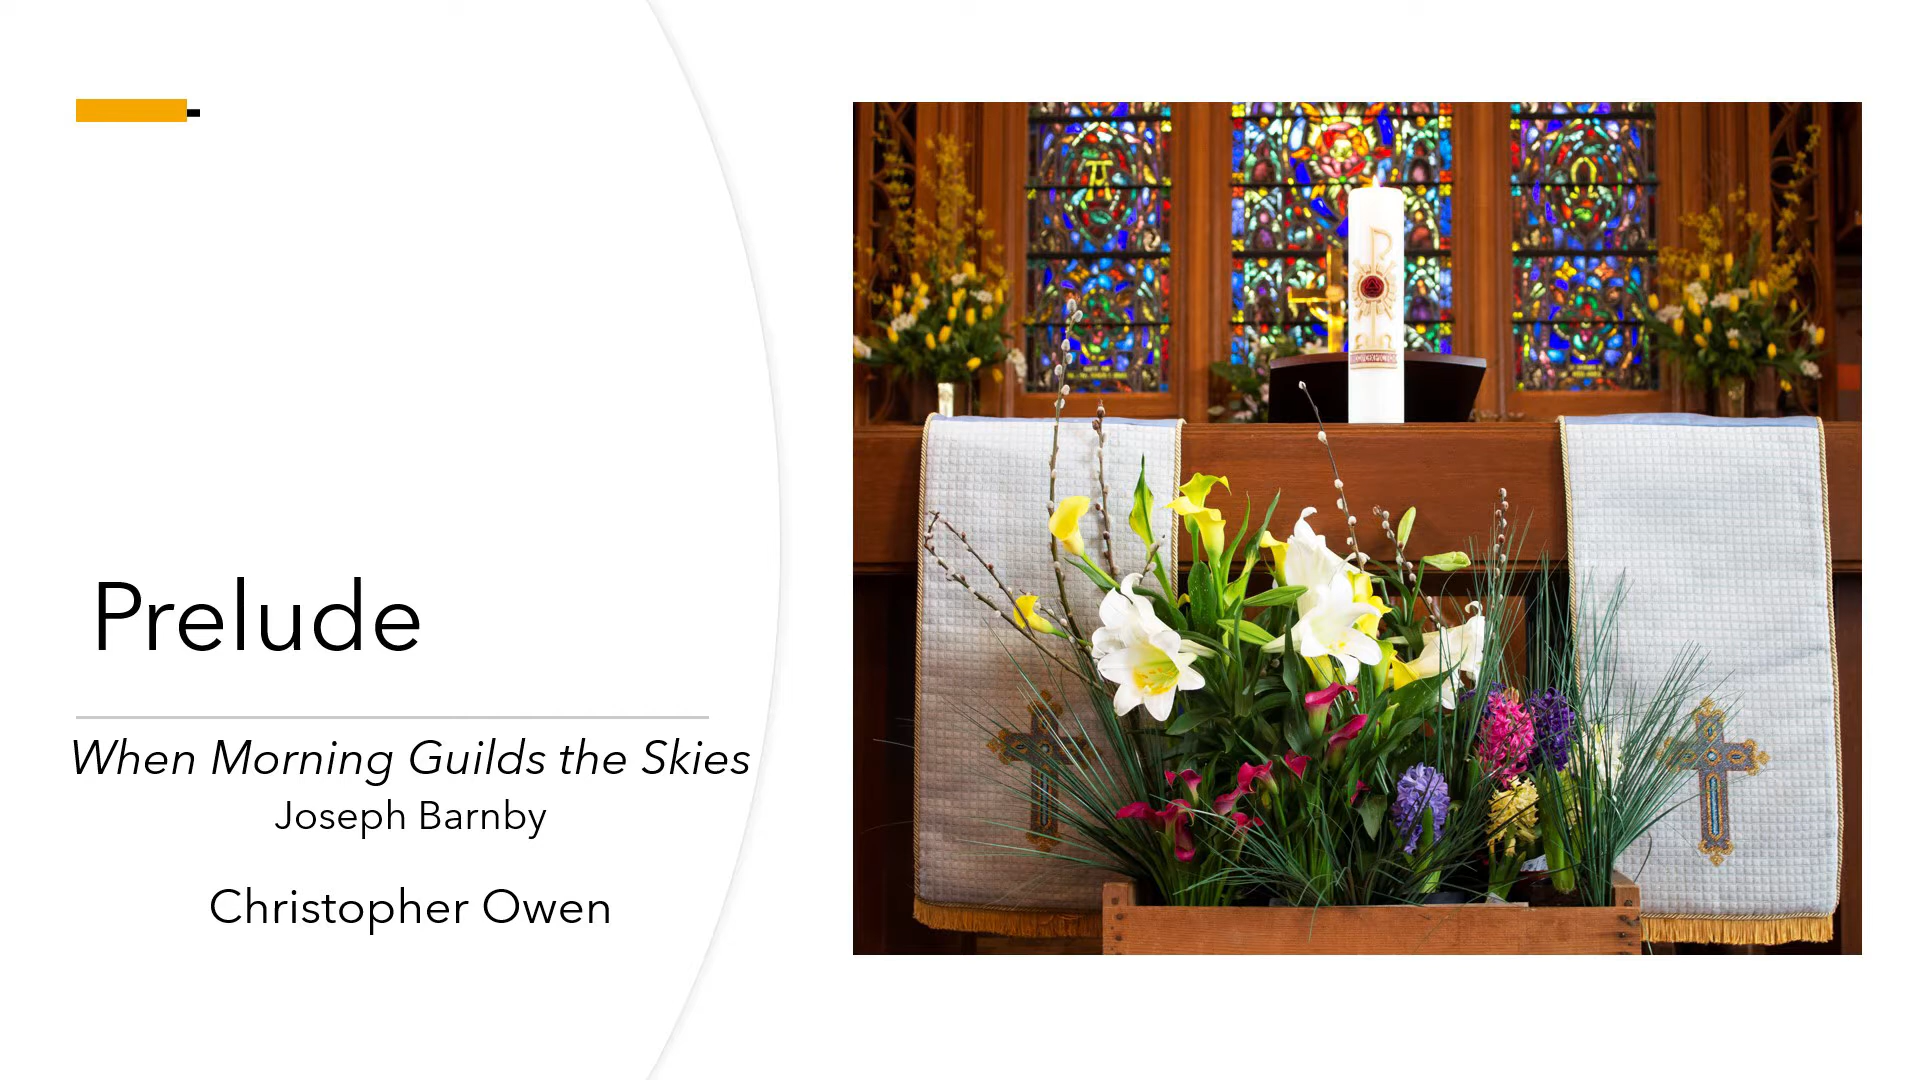 Prelude
When Morning Guilds the Skies
Joseph Barnby
Christopher Owen